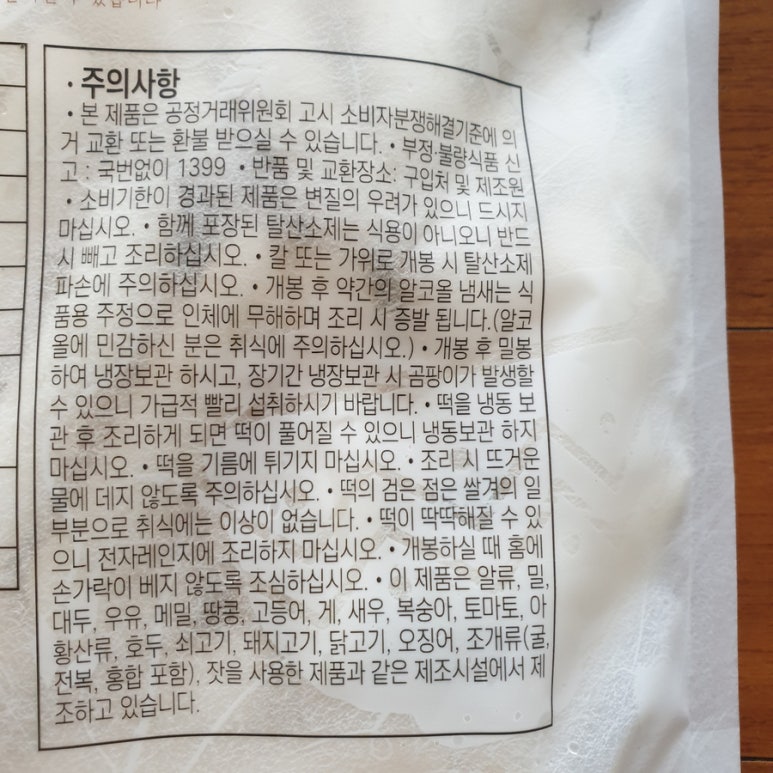 · 주의사항
• 본 제품은 공정거래위원회 고시 소비자분쟁해결기준에 의
거 교환 또는 환불 받으실 수 있습니다. • 부정·불량식품 신
고 : 국번없이 1399 • 반품 및 교환장소: 구입처 및 제조원
• 소비기한이 경과된 제품은 변질의 우려가 있으니 드시지
마십시오. • 함께 포장된 탈산소제는 식용이 아니오니 반드
시 빼고 조리하십시오. • 칼 또는 가위로 개봉 시 탈산소제
파손에 주의하십시오. • 개봉 후 약간의 알코올 냄새는 식
품용 주정으로 인체에 무해하며 조리 시 증발 됩니다.(알코
올에 민감하신 분은 취식에 주의하십시오.) • 개봉 후 밀봉
하여 냉장보관 하시고, 장기간 냉장보관 시 곰팡이가 발생할
수 있으니 가급적 빨리 섭취하시기 바랍니다. • 떡을 냉동 보
관 후 조리하게 되면 떡이 풀어질 수 있으니 냉동보관 하지
마십시오. • 떡을 기름에 튀기지 마십시오. • 조리 시 뜨거운
물에 데지 않도록 주의하십시오. • 떡의 검은 점은 쌀겨의 일
부분으로 취식에는 이상이 없습니다. • 떡이 딱딱해질 수 있
으니 전자레인지에 조리하지 마십시오. • 개봉하실 때 홈에
손가락이 베지 않도록 조심하십시오. • 이 제품은 알류, 밀,
대두, 우유, 메밀, 땅콩, 고등어, 게, 새우, 복숭아, 토마토, 아
황산류, 호두, 쇠고기, 돼지고기, 닭고기, 오징어, 조개류(굴,
전복, 홍합 포함), 잣을 사용한 제품과 같은 제조시설에서 제
조하고 있습니다.